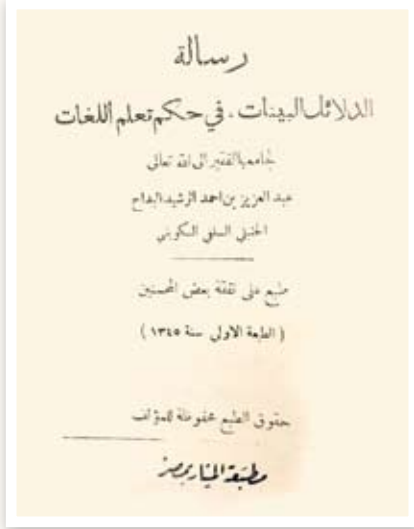 رسالة
الدلائل البينات، في حكم تعلم اللغات
لجامعها الفقير الى الله تعالى
عبد العزيز بن احمد الرشيد البداح
الحنبلي السلفي الكويتي
طبع على نفقة بعض المحسنين
( الطبعة الاولى سنة ١٣٤٥ )
حقوق الطبع محفوظة للمؤلف
مطبعة المنار بمصر